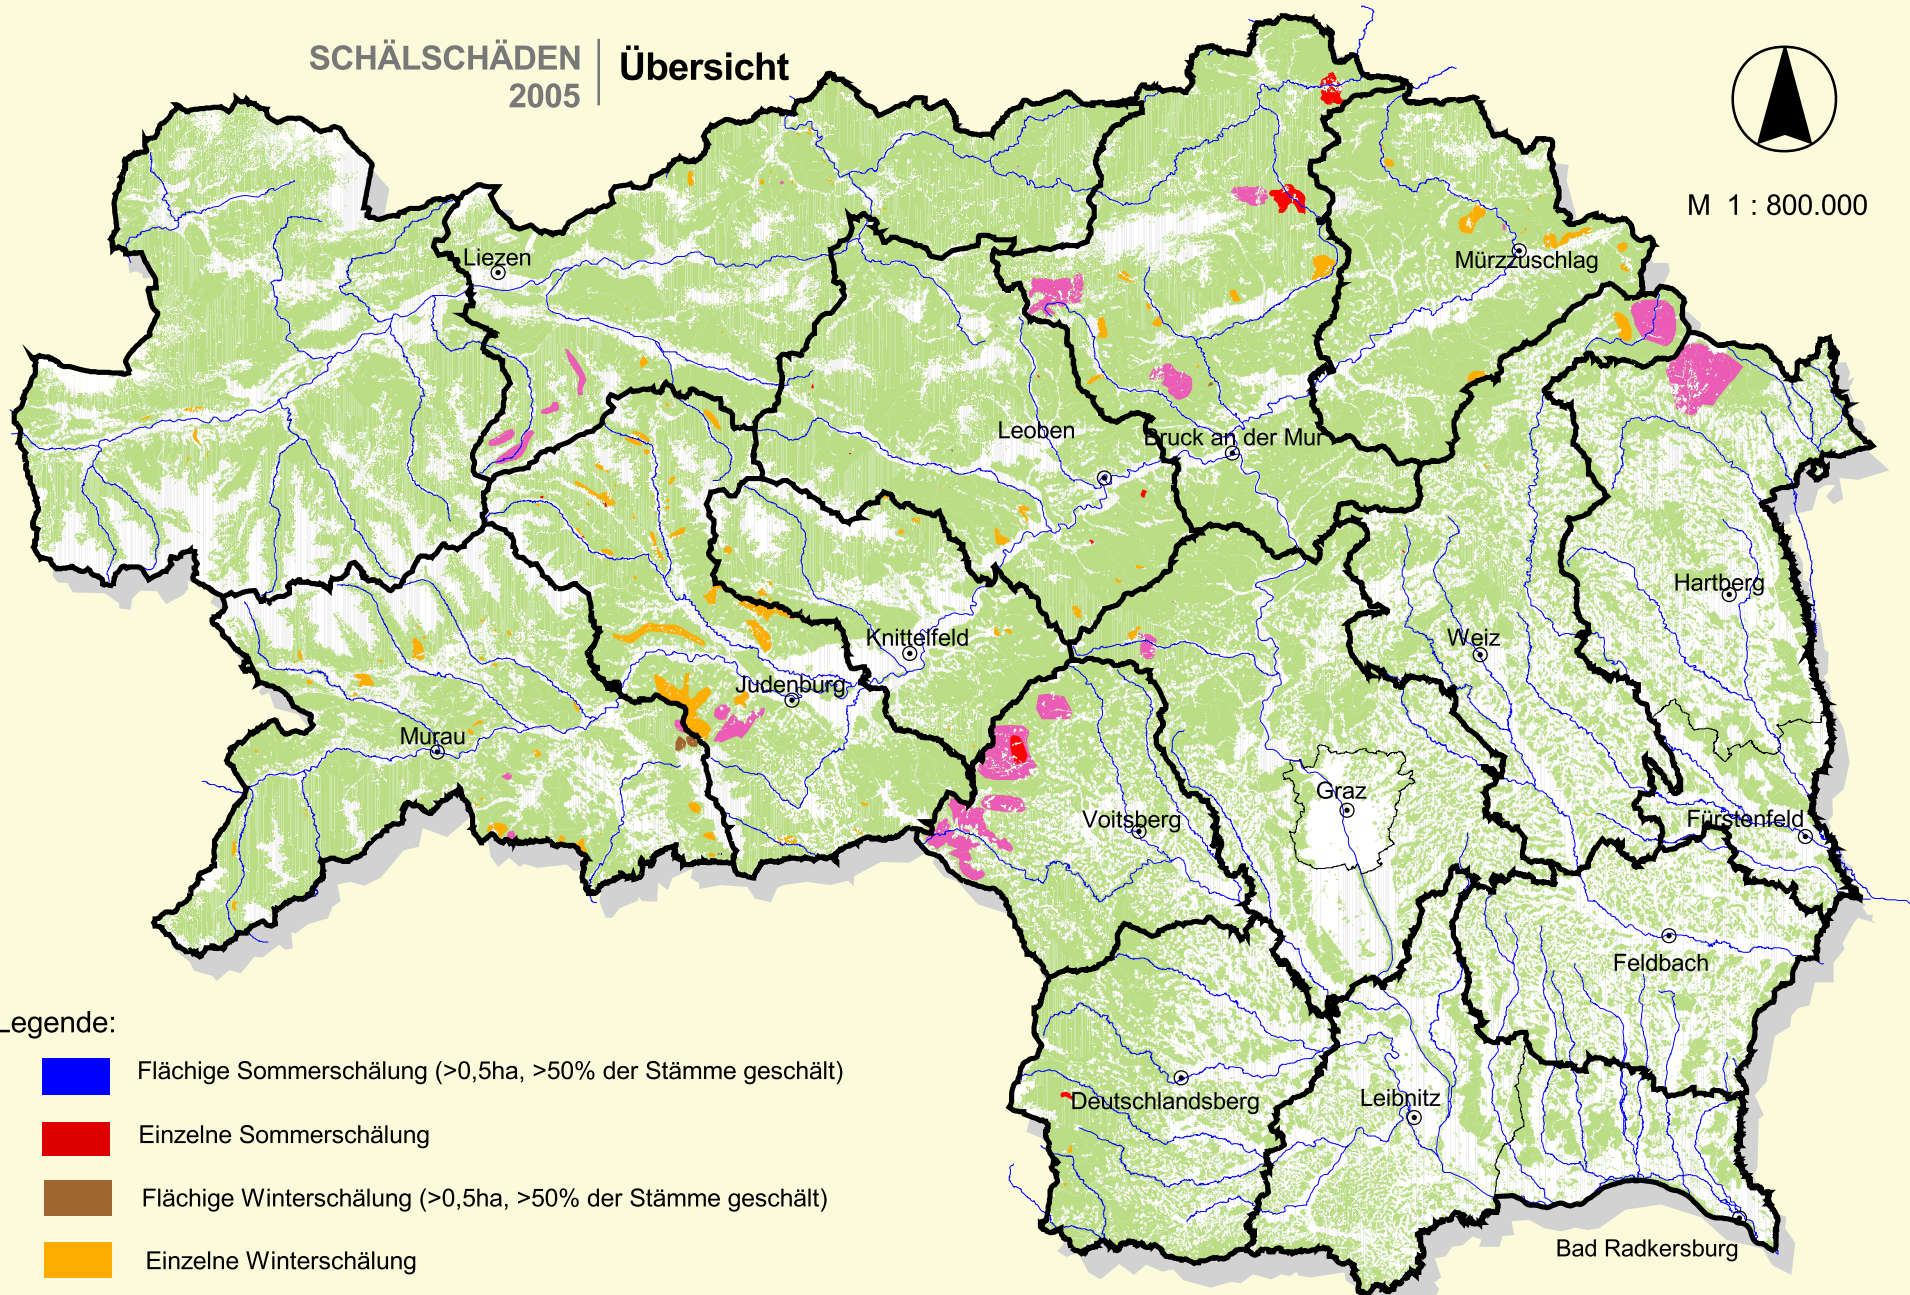 SCHÄLSCHÄDEN
2005
Übersicht
M 1 : 800.000
Liezen
Mürzzuschlag
Leoben
Bruck an der Mur
Hartberg
Knittelfeld
Weiz
Judenburg
Murau
Graz
Voitsberg
Fürstenfeld
Feldbach
Legende:
Flächige Sommerschälung (>0,5ha, >50% der Stämme geschält)
Deutschlandsberg
Leibnitz
Einzelne Sommerschälung
Flächige Winterschälung (>0,5ha, >50% der Stämme geschält)
Bad Radkersburg
Einzelne Winterschälung